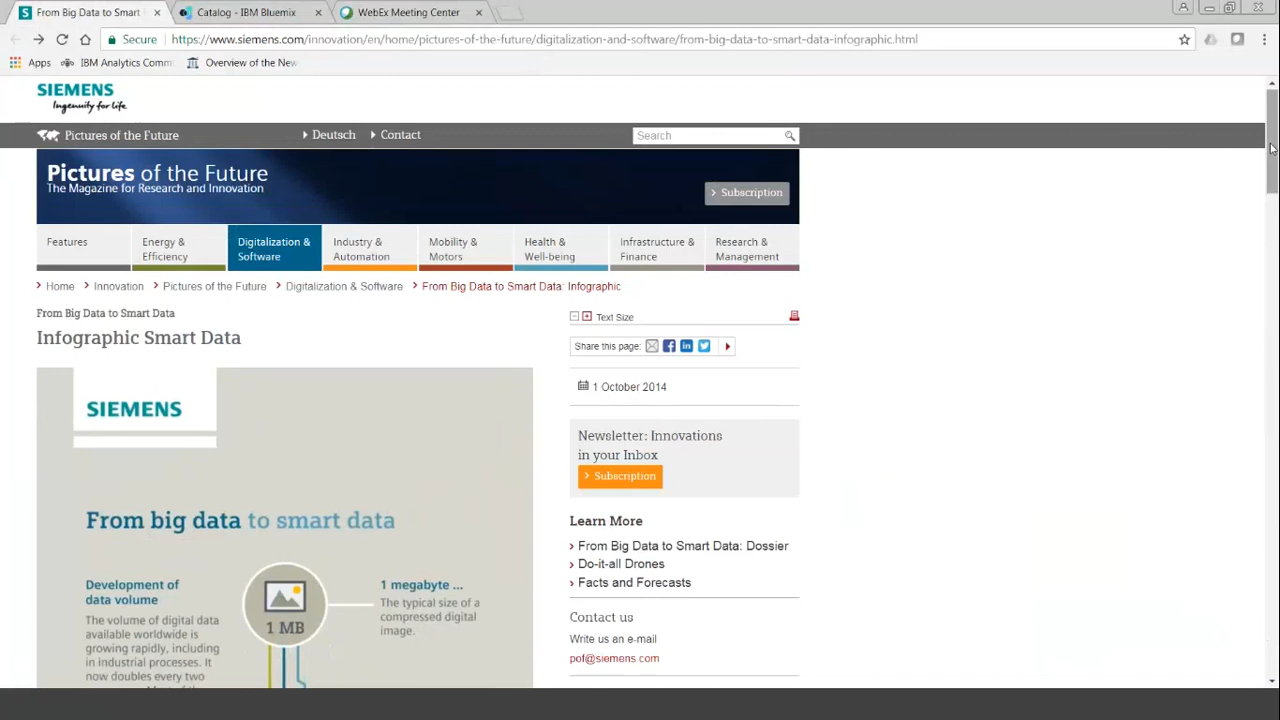 From Big Data to Smart
Catalog - IBM Bluemix
WebEx Meeting Center
Secure
https://www.siemens.com/innovation/en/home/pictures-of-the-future/digitalization-and-software/from-big-data-to-smart-data-infographic.html
Apps
IBM Analytics Comm
Overview of the New
SIEMENS
Ingenuity for life
Pictures of the Future
Deutsch
Contact
Search
Pictures of the Future
The Magazine for Research and Innovation
Subscription
Features
Energy &
Efficiency
Digitalization &
Software
Industry &
Automation
Mobility &
Motors
Health &
Well-being
Infrastructure &
Finance
Research &
Management
Home
Innovation
Pictures of the Future
Digitalization & Software
From Big Data to Smart Data: Infographic
From Big Data to Smart Data
Infographic Smart Data
SIEMENS
From big data to smart data
Development of
data volume
The volume of digital data
available worldwide is
growing rapidly, including
in industrial processes. It
now doubles every two
1 MB
1 megabyte ...
The typical size of a
compressed digital
image.
Text Size
Share this page:
1 October 2014
Newsletter: Innovations
in your Inbox
Subscription
Learn More
From Big Data to Smart Data: Dossier
Do-it-all Drones
Facts and Forecasts
Contact us
Write us an e-mail
pof@siemens.com